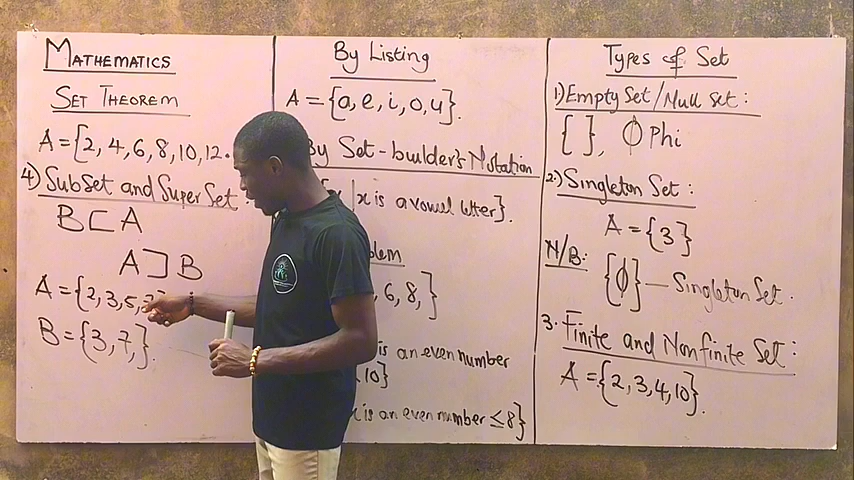 MATHEMATICS
SET THEOREM
A = {2, 4, 6, 8, 10, 12.
4) SubSet and Super Set
B ⊏ A
A ⊐ B
A = {2, 3, 5,
B = {3, 7, }.
By Listing
A = {a, e, i, o, u}.
By Set-builder's Notation
x | x is a vowel letter}.
6, 8, }
is an even number
10}
is an even number ≤ 8}
Types of Set
1) Empty Set / Null Set :
{ }, ∅ Phi
2) Singleton Set :
A = {3}
N/B: {∅} — Singleton Set.
3. Finite and Nonfinite Set :
A = {2, 3, 4, 10}.